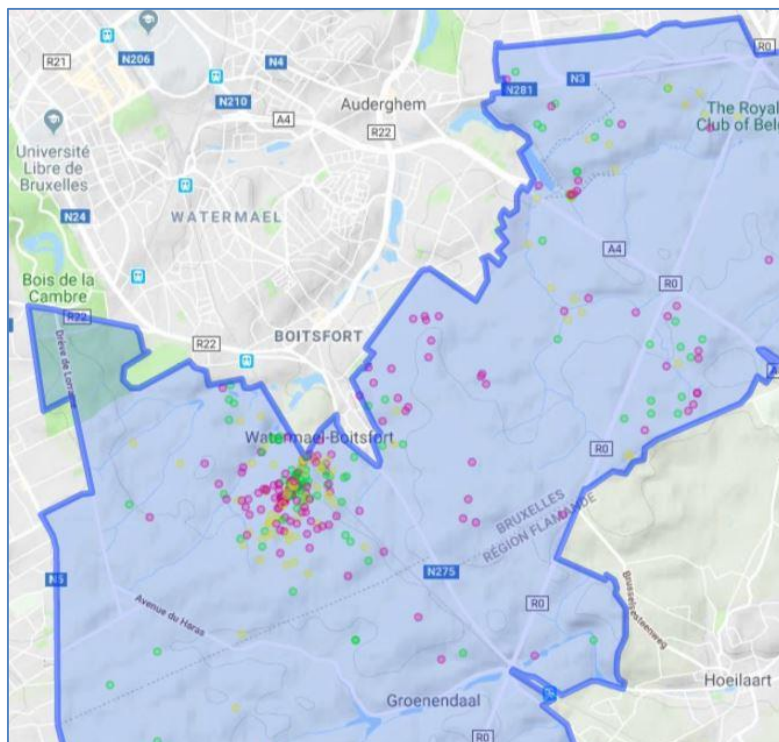 N206
N4
R0
R21
N3
N210
N281
Auderghem
A4
The Royal
Club of Belg
R22
Université
Libre de
Bruxelles
WATERMAEL
N24
A4
Bois de la
Cambre
R0
R22
BOITSFORT
R22
Drève de Lorraine
Watermael-Boitsfort
R0
BRUXELLES
RÉGION FLAMANDE
N5
N275
Brusselsesteenweg
Avenue du Haras
R0
Hoeilaart
Groenendaal
R0